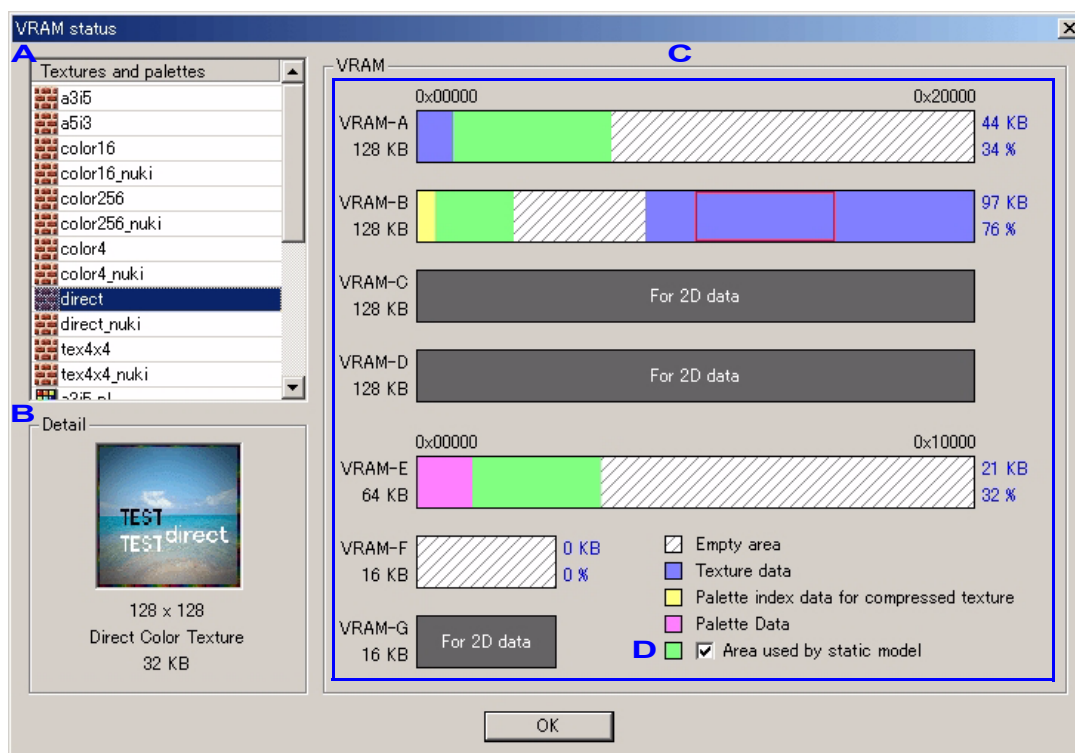 VRAM status
A
Textures and palettes
a3i5
a5i3
color16
color16_nuki
color256
color256_nuki
color4
color4_nuki
direct
direct_nuki
tex4x4
tex4x4_nuki
B
Detail
TEST
TEST direct
128 x 128
Direct Color Texture
32 KB
C
VRAM
0x00000 0x20000
VRAM-A 44 KB
128 KB 34 %
VRAM-B 97 KB
128 KB 76 %
VRAM-C
128 KB
For 2D data
VRAM-D
128 KB
For 2D data
0x00000 0x10000
VRAM-E 21 KB
64 KB 32 %
VRAM-F 0 KB
16 KB 0 %
VRAM-G
16 KB
For 2D data
Empty area
Texture data
Palette index data for compressed texture
Palette Data
D Area used by static model
OK